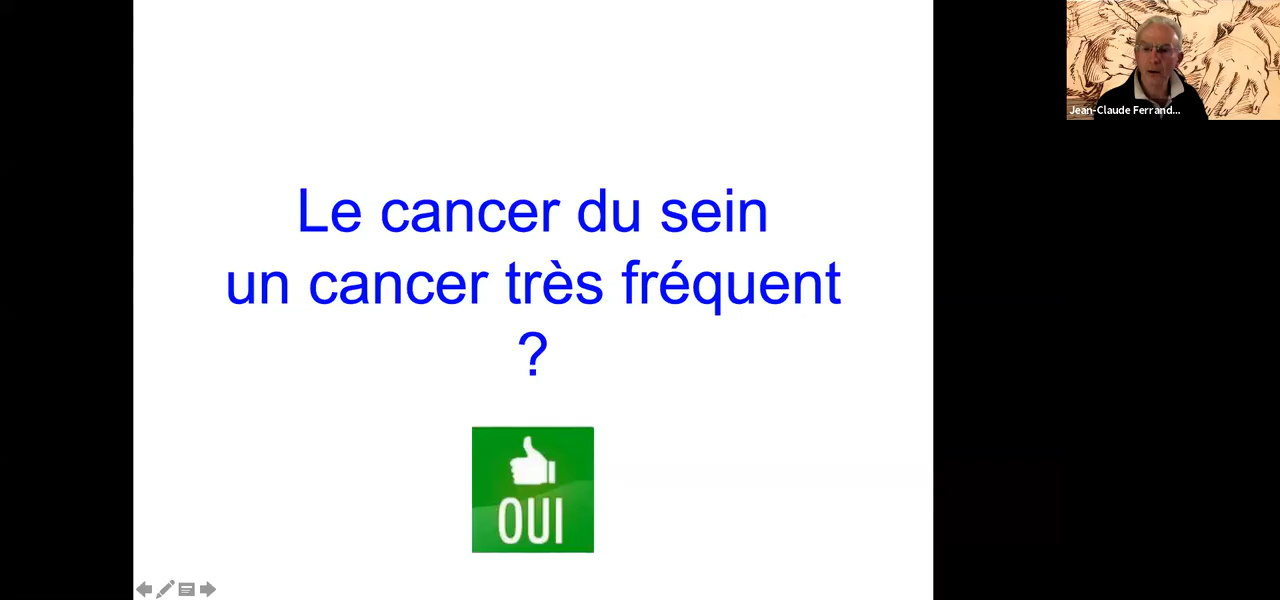 Le cancer du sein
un cancer très fréquent
?
OUI
Jean-Claude Ferrand...